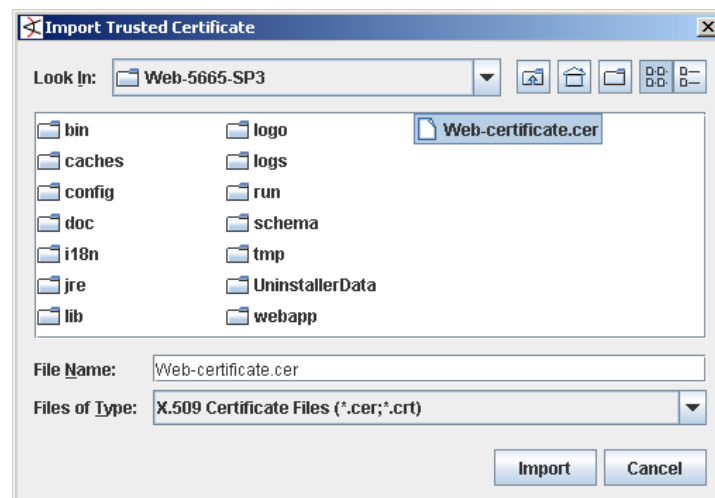 Import Trusted Certificate
Look In: Web-5665-SP3
bin logo Web-certificate.cer
caches logs
config run
doc schema
i18n tmp
jre UninstallerData
lib webapp
File Name: Web-certificate.cer
Files of Type: X.509 Certificate Files (*.cer;*.crt)
Import Cancel